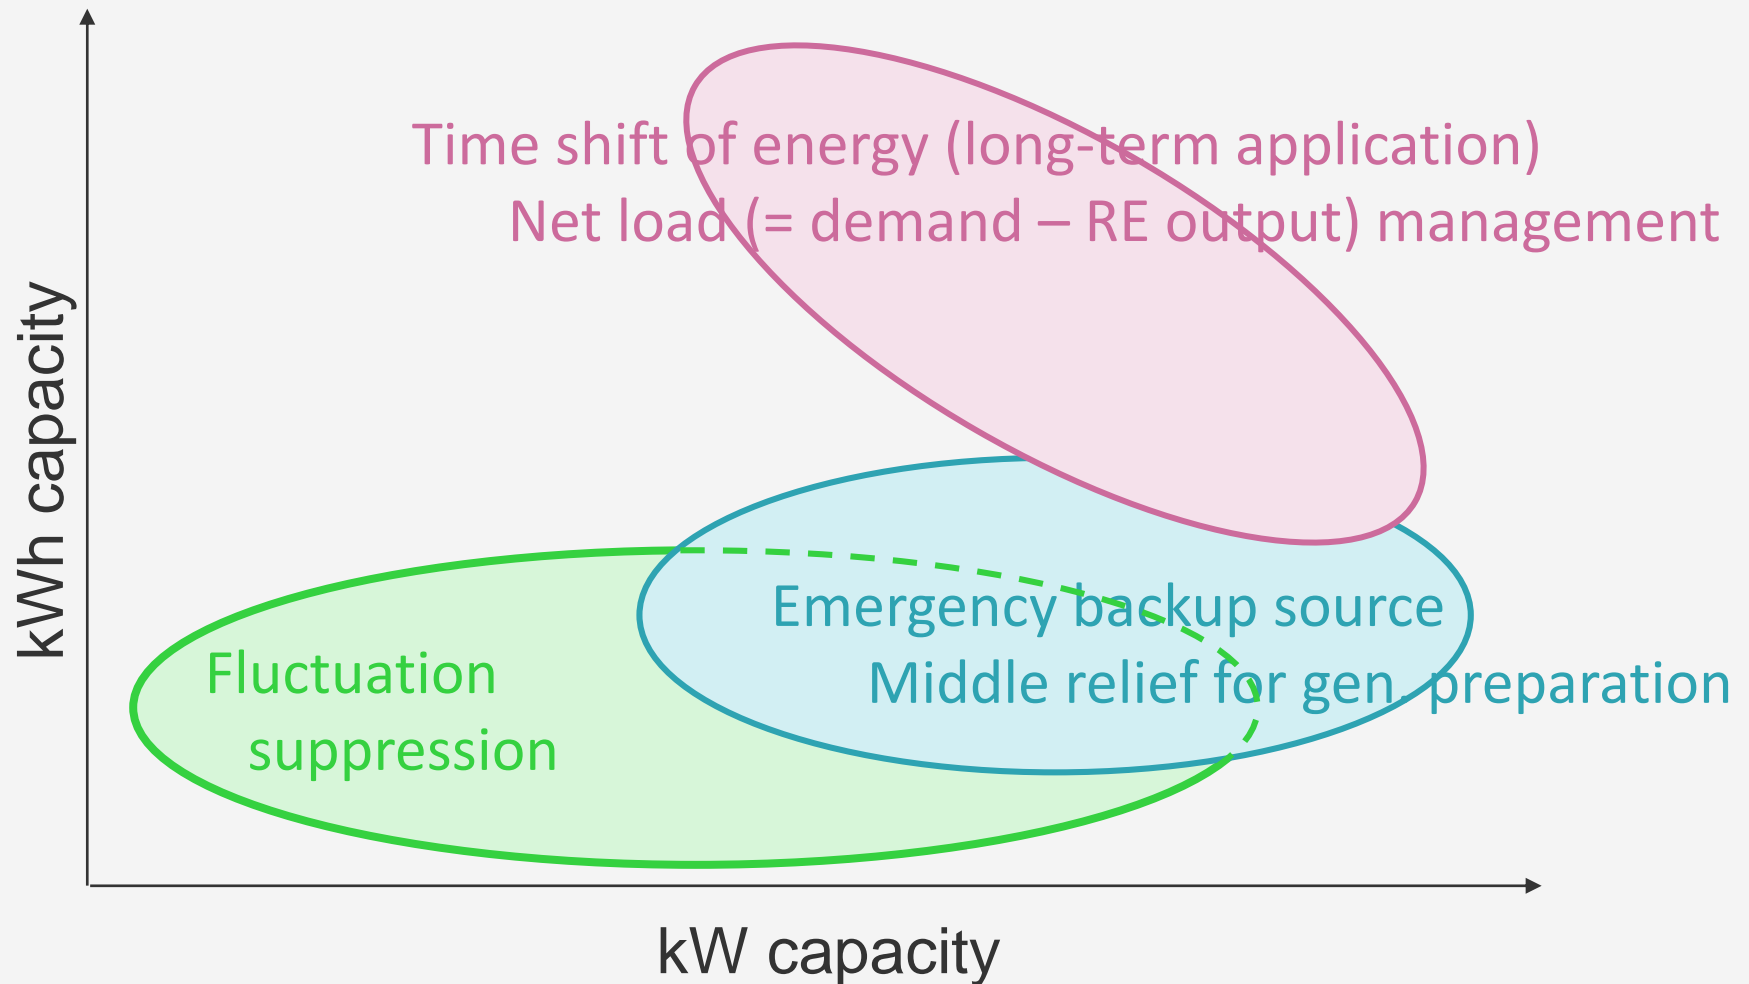 Time shift of energy (long-term application)
Net load (= demand – RE output) management
kWh capacity
Emergency backup source
Middle relief for gen. preparation
Fluctuation
suppression
kW capacity